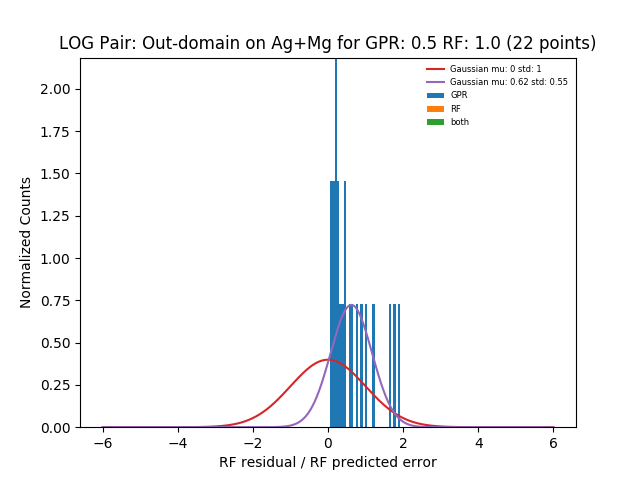 LOG Pair: Out-domain on Ag+Mg for GPR: 0.5 RF: 1.0 (22 points)
Gaussian mu: 0 std: 1
Gaussian mu: 0.62 std: 0.55
GPR
RF
both
Normalized Counts
2.00
1.75
1.50
1.25
1.00
0.75
0.50
0.25
0.00
−6
−4
−2
0
2
4
6
RF residual / RF predicted error